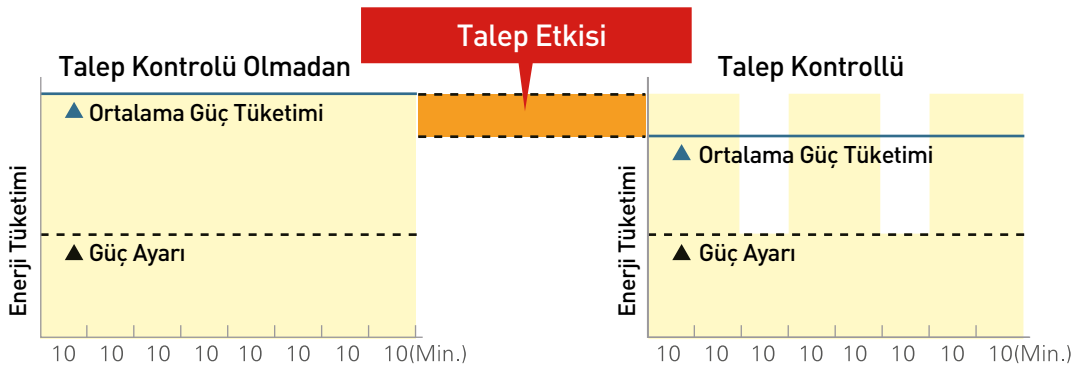 Talep Etkisi
Talep Kontrolü Olmadan
▲ Ortalama Güç Tüketimi
▲ Güç Ayarı
Enerji Tüketimi
10 10 10 10 10 10 10 10(Min.)
Talep Kontrollü
▲ Ortalama Güç Tüketimi
▲ Güç Ayarı
Enerji Tüketimi
10 10 10 10 10 10 10 10(Min.)